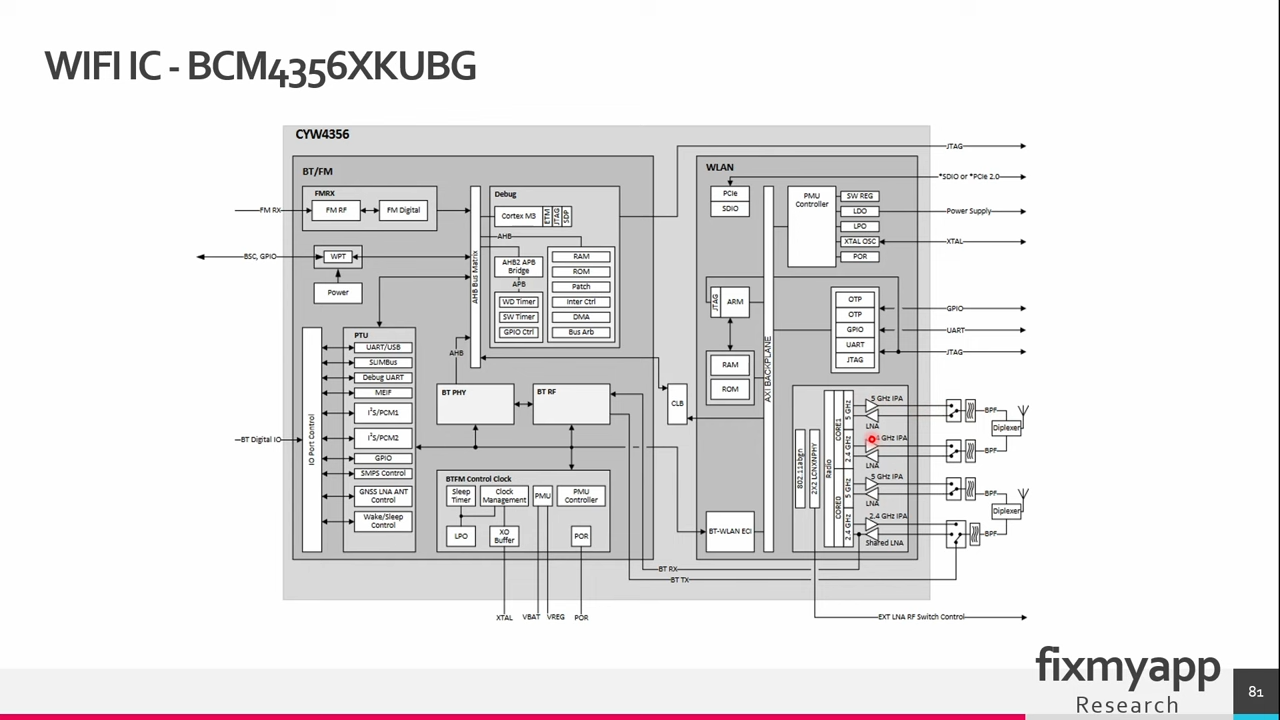 WIFI IC - BCM4356XKUBG
CYW4356
BT/FM
FMRX
FM RX
FM RF
FM Digital
BSC, GPIO
WPT
Power
PTU
UART/USB
SLIMBus
Debug UART
MEIF
I²S/PCM1
I²S/PCM2
GPIO
SMPS Control
GNSS LNA ANT
Control
Wake/Sleep
Control
IO Port Control
BT Digital IO
AHB Bus Matrix
Debug
Cortex M3
ETM
JTAG
SDP
AHB
AHB2 APB
Bridge
APB
WD Timer
SW Timer
GPIO Ctrl
RAM
ROM
Patch
Inter Ctrl
DMA
Bus Arb
AHB
BT PHY
BT RF
CLB
BTFM Control Clock
Sleep
Timer
Clock
Management
PMU
PMU
Controller
LPO
XO
Buffer
POR
XTAL
VBAT
VREG
POR
WLAN
PCIe
SDIO
PMU
Controller
SW REG
LDO
LPO
XTAL OSC
POR
JTAG
ARM
RAM
ROM
AXI BACKPLANE
OTP
OTP
GPIO
UART
JTAG
BT-WLAN ECI
802.11abgn
2X2 LCNXNPHY
Radio
CORE1
CORE0
5 GHz
2.4 GHz
5 GHz
2.4 GHz
5 GHz IPA
LNA
GHz IPA
LNA
5 GHz IPA
LNA
2.4 GHz IPA
Shared LNA
BT RX
BT TX
JTAG
*SDIO or *PCIe 2.0
Power Supply
XTAL
GPIO
UART
JTAG
BPF
Diplexer
BPF
BPF
Diplexer
BPF
EXT LNA RF Switch Control
fixmyapp
Research
81